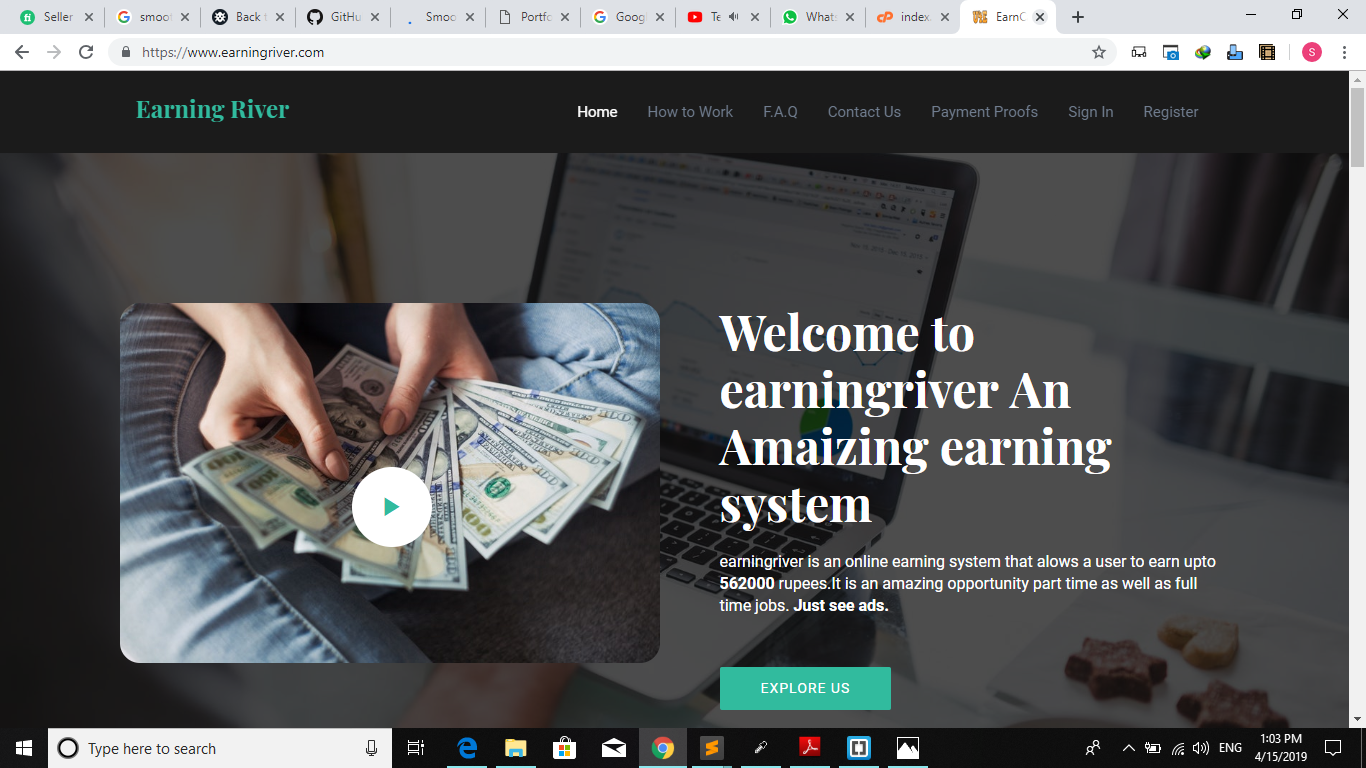 Seller
smoot
Back t
GitHu
Smoo
Portfo
Googl
Te
Whats
index.
EarnC
https://www.earningriver.com
S
Earning River
Home How to Work F.A.Q Contact Us Payment Proofs Sign In Register
Welcome to
earningriver An
Amaizing earning
system
earningriver is an online earning system that alows a user to earn upto
562000 rupees.It is an amazing opportunity part time as well as full
time jobs. Just see ads.
EXPLORE US
Type here to search
ENG
1:03 PM
4/15/2019